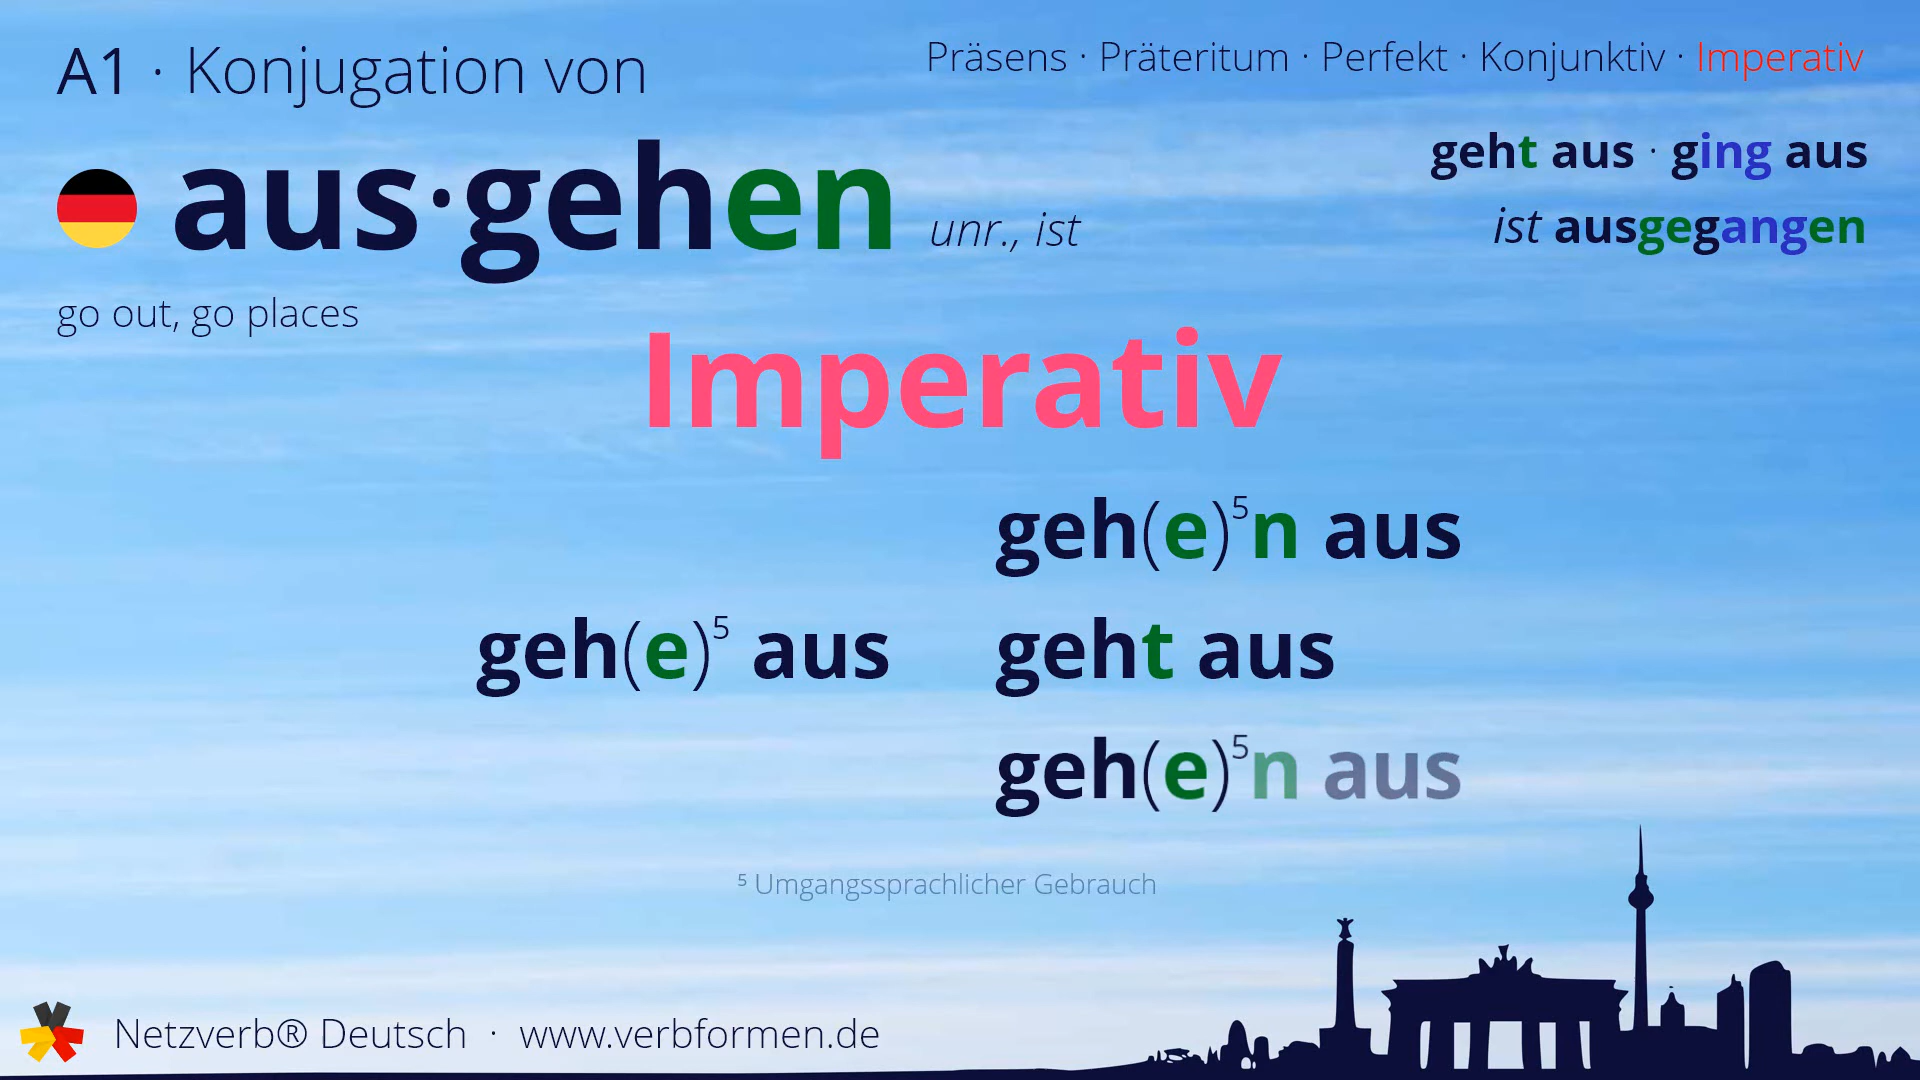 A1 · Konjugation von
Präsens · Präteritum · Perfekt · Konjunktiv · Imperativ
aus·gehen unr., ist
geht aus · ging aus
ist ausgegangen
go out, go places
Imperativ
geh(e)⁵n aus
geh(e)⁵ aus
geht aus
geh(e)⁵n aus
⁵ Umgangssprachlicher Gebrauch
Netzverb® Deutsch · www.verbformen.de